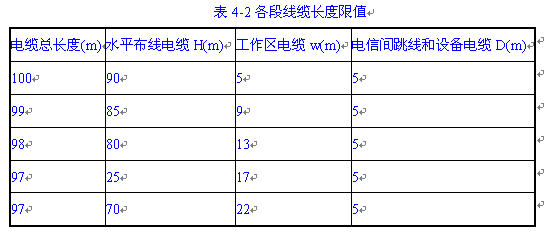 表 4-2 各段线缆长度限值↵
电缆总长度(m)↵ 水平布线电缆 H(m)↵ 工作区电缆 w(m)↵ 电信间跳线和设备电缆 D(m)↵
100↵ 90↵ 5↵ 5↵
99↵ 85↵ 9↵ 5↵
98↵ 80↵ 13↵ 5↵
97↵ 25↵ 17↵ 5↵
97↵ 70↵ 22↵ 5↵